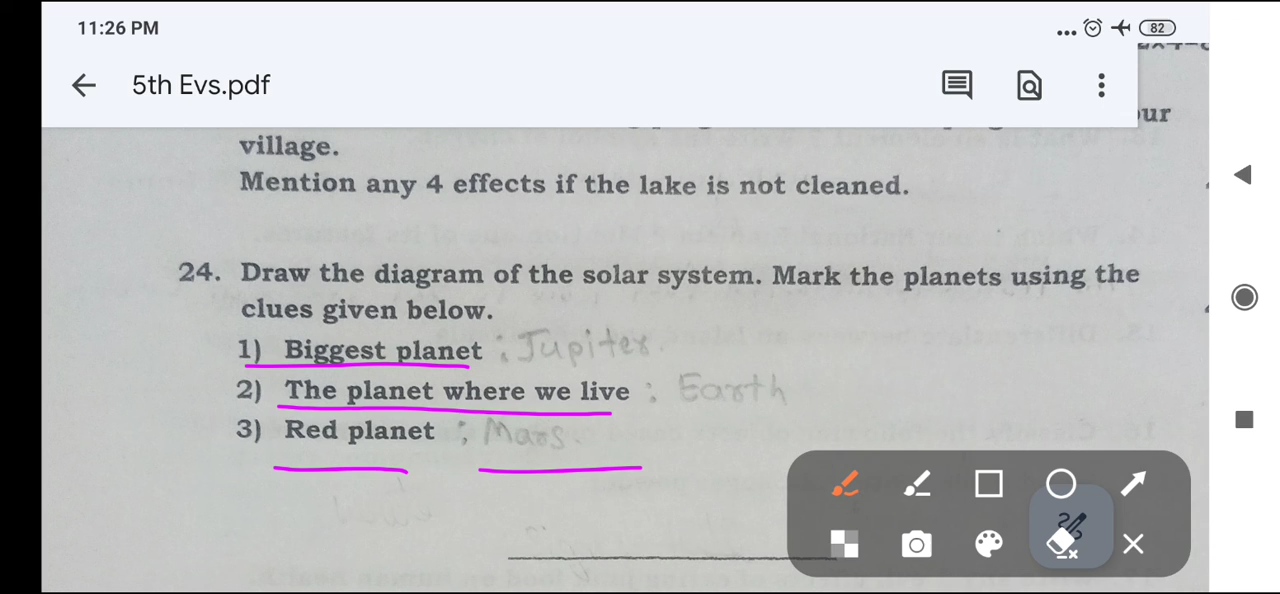 11:26 PM
82
5th Evs.pdf
our
village.
Mention any 4 effects if the lake is not cleaned.
24. Draw the diagram of the solar system. Mark the planets using the
clues given below.
1) Biggest planet : Jupiter.
2) The planet where we live : Earth
3) Red planet : Mars.